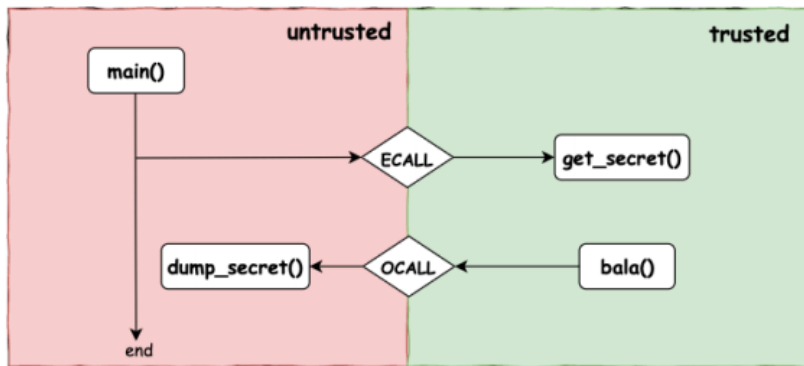 untrusted
trusted
main()
ECALL
get_secret()
dump_secret()
OCALL
bala()
end